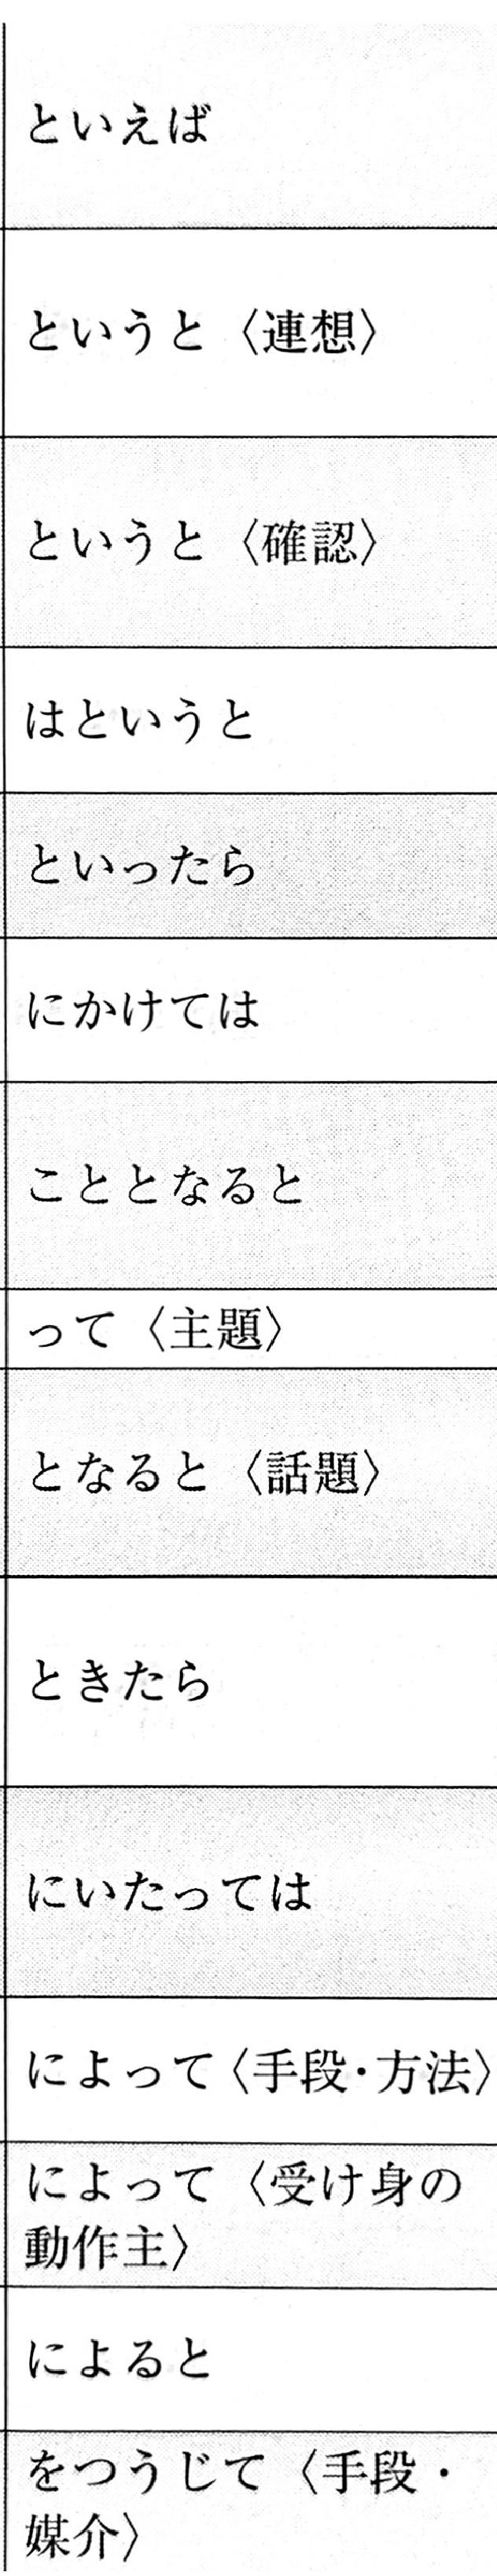 といえば
というと〈連想〉
というと〈確認〉
はというと
といったら
にかけては
こととなると
って〈主題〉
となると〈話題〉
ときたら
にいたっては
によって〈手段・方法〉
によって〈受け身の
動作主〉
によると
をつうじて〈手段・
媒介〉